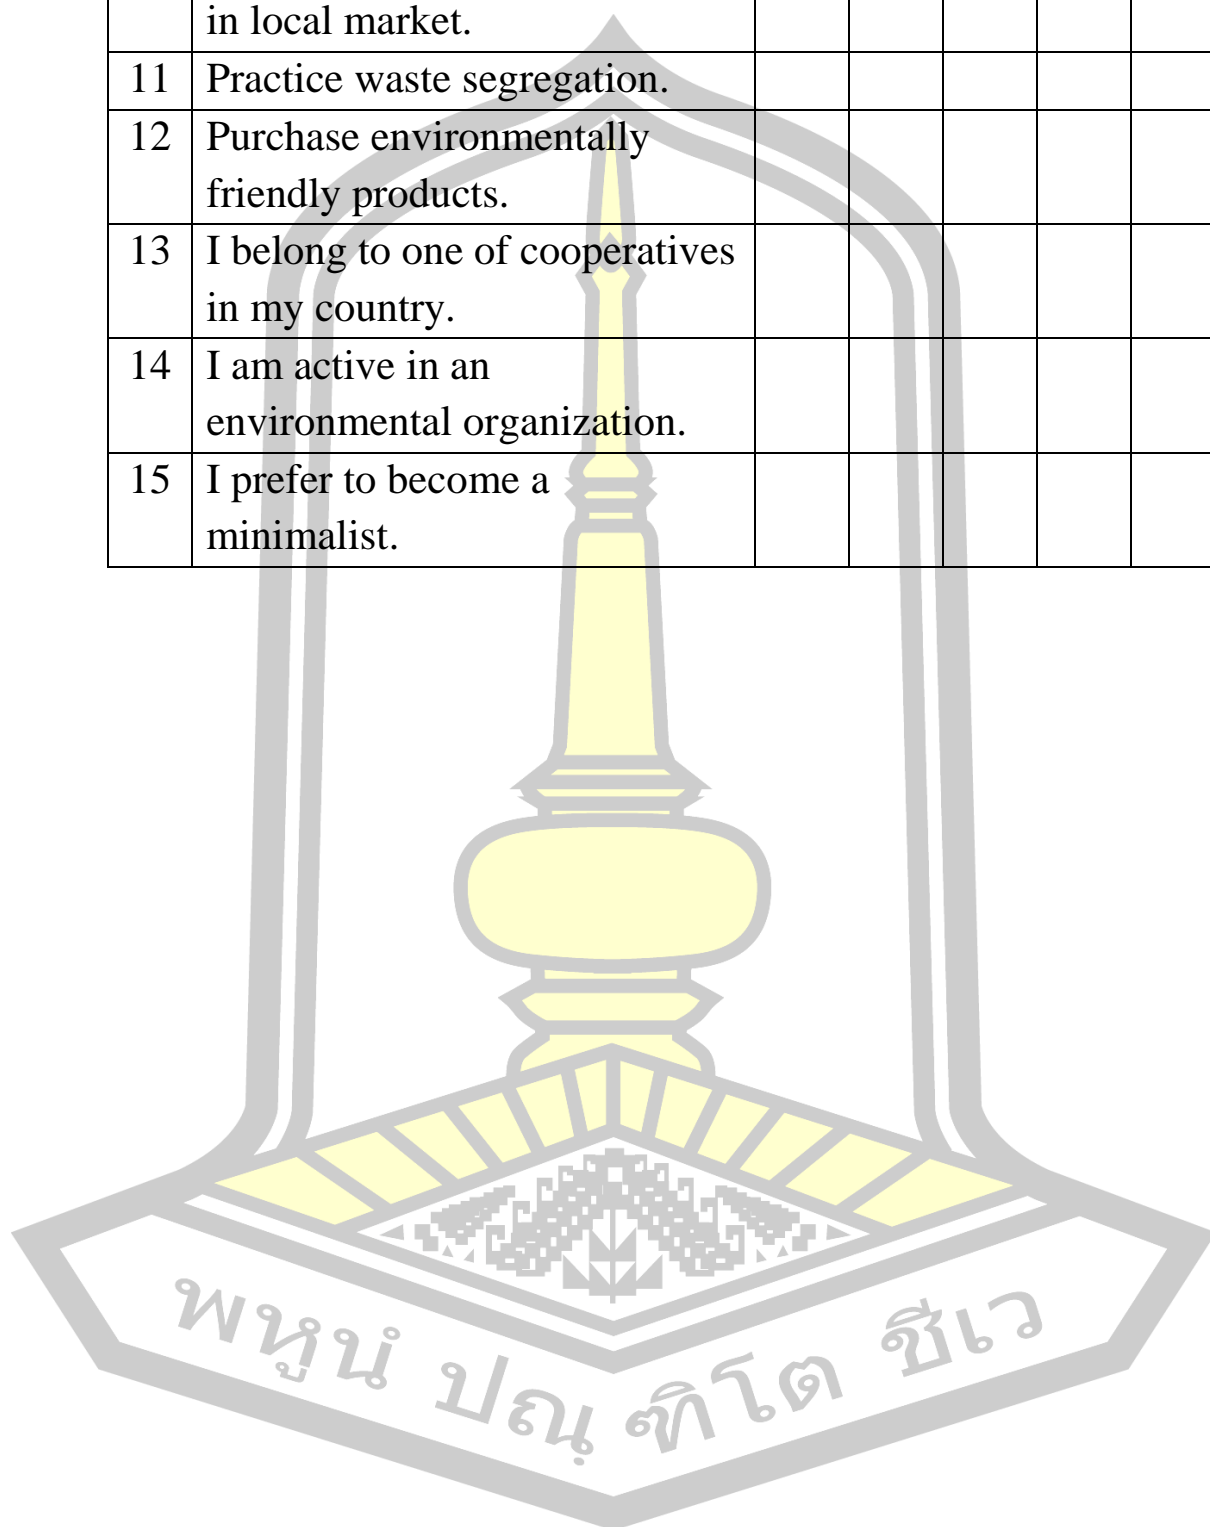 in local market.
11 Practice waste segregation.
12 Purchase environmentally
friendly products.
13 I belong to one of cooperatives
in my country.
14 I am active in an
environmental organization.
15 I prefer to become a
minimalist.
พหูนํ ปณฺฑิโต ชีเว